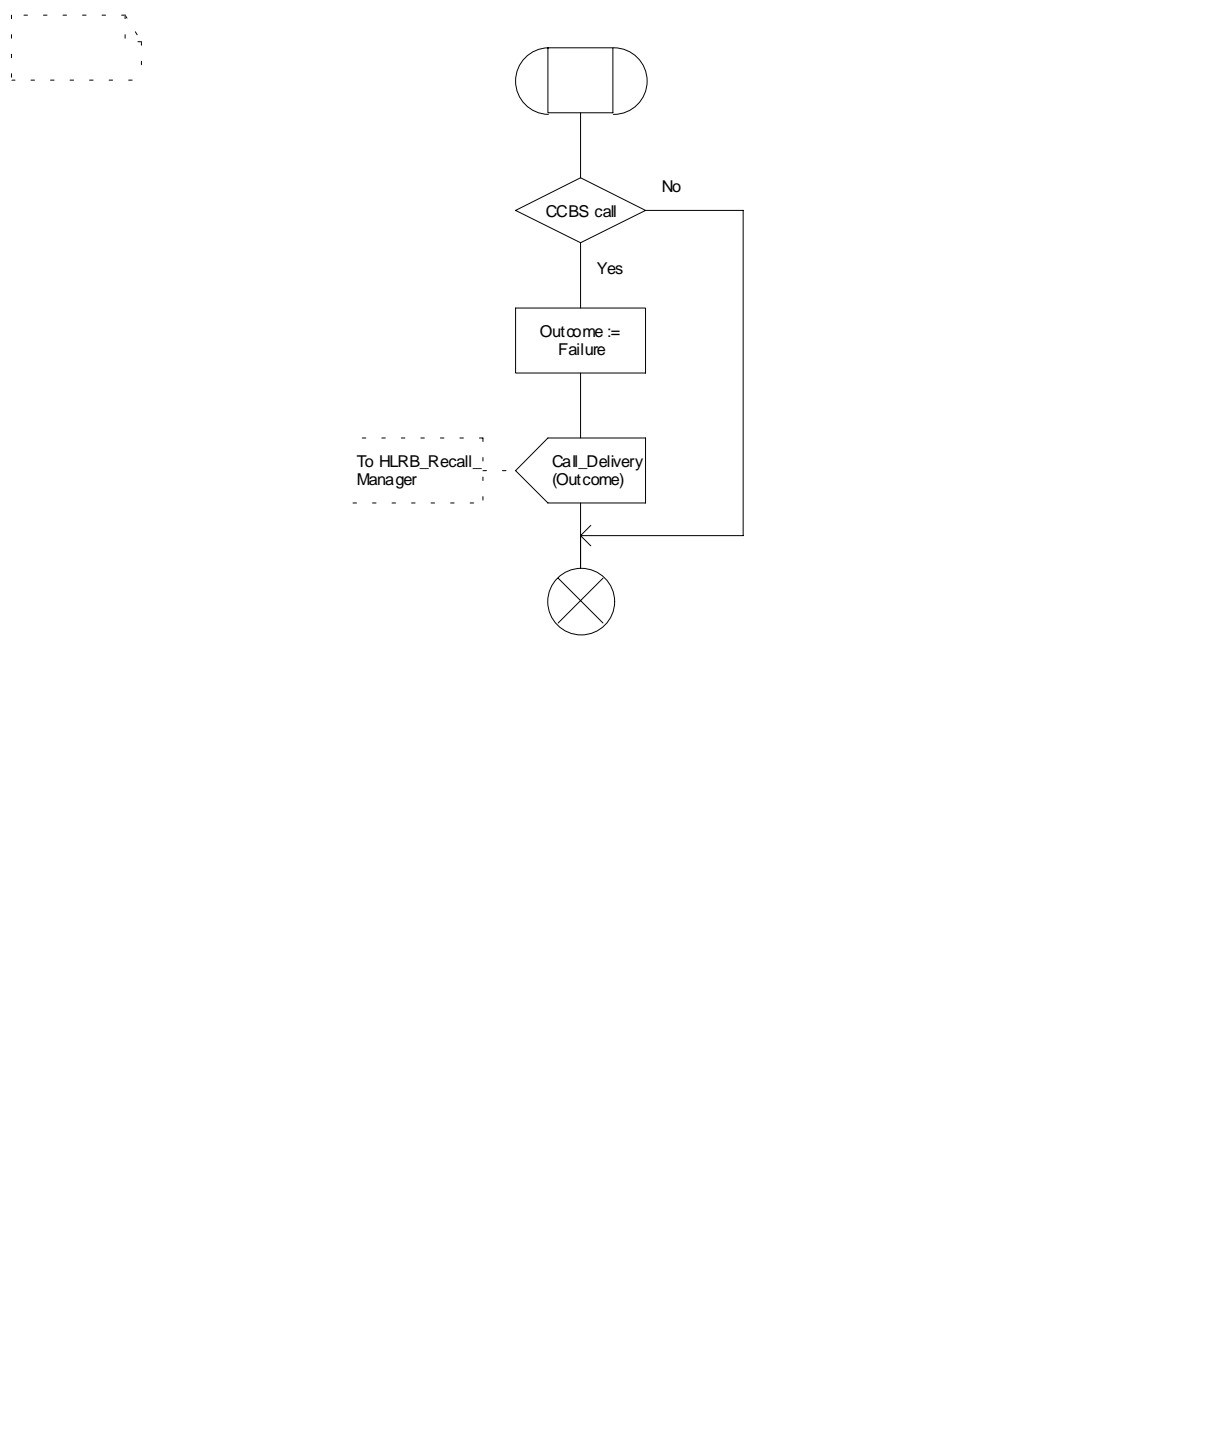 No
CCBS call
Yes
Outcome :=
Failure
To HLRB_Recall_
Manager
Call_Delivery
(Outcome)